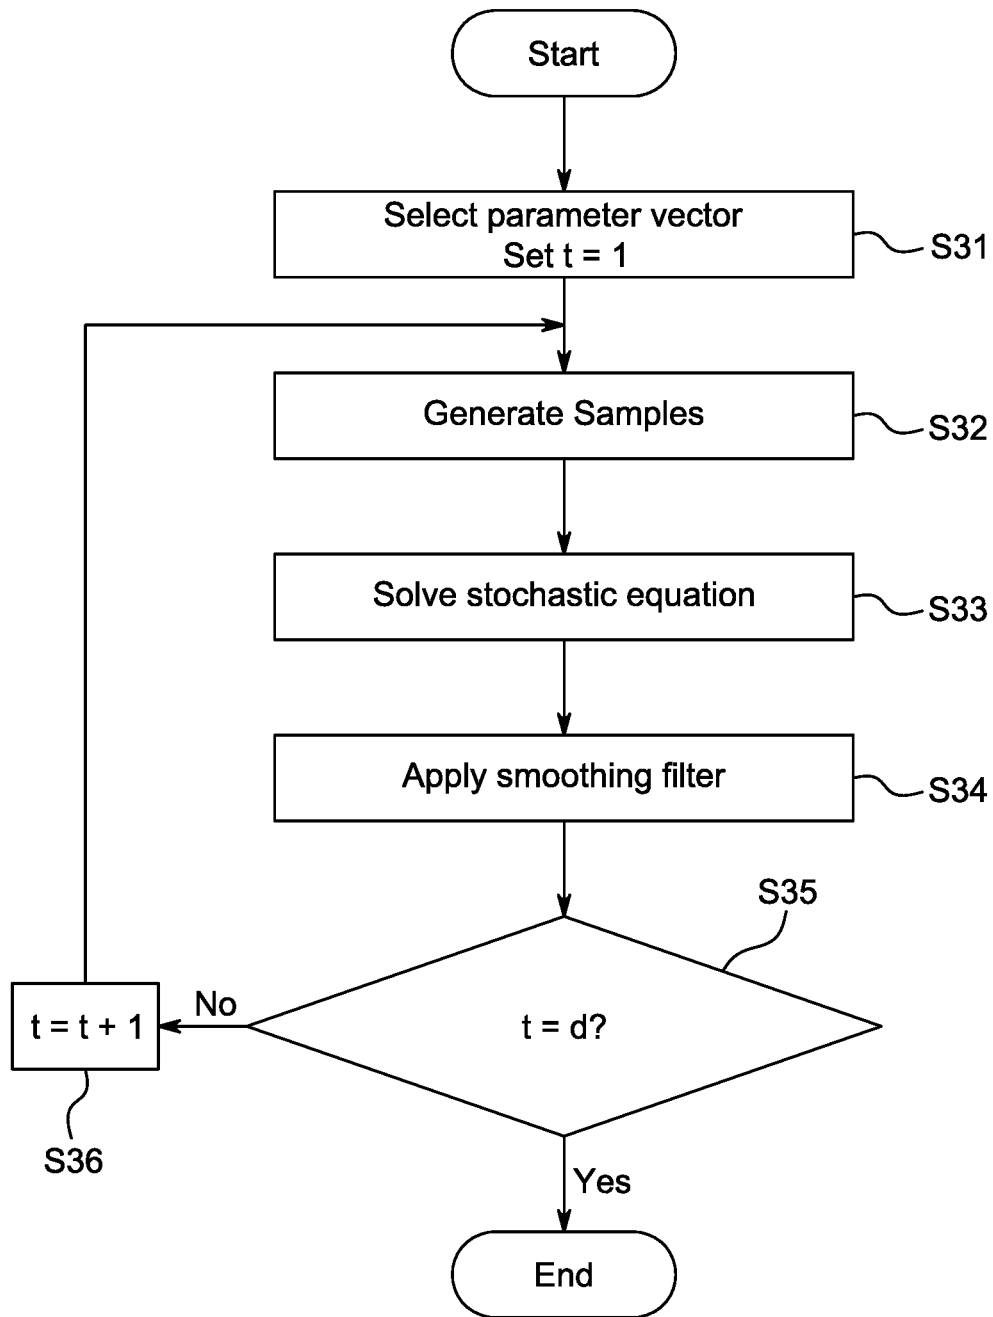 Start
Select parameter vector
Set t = 1
S31
Generate Samples
S32
Solve stochastic equation
S33
Apply smoothing filter
S34
S35
t = d?
No
t = t + 1
S36
Yes
End